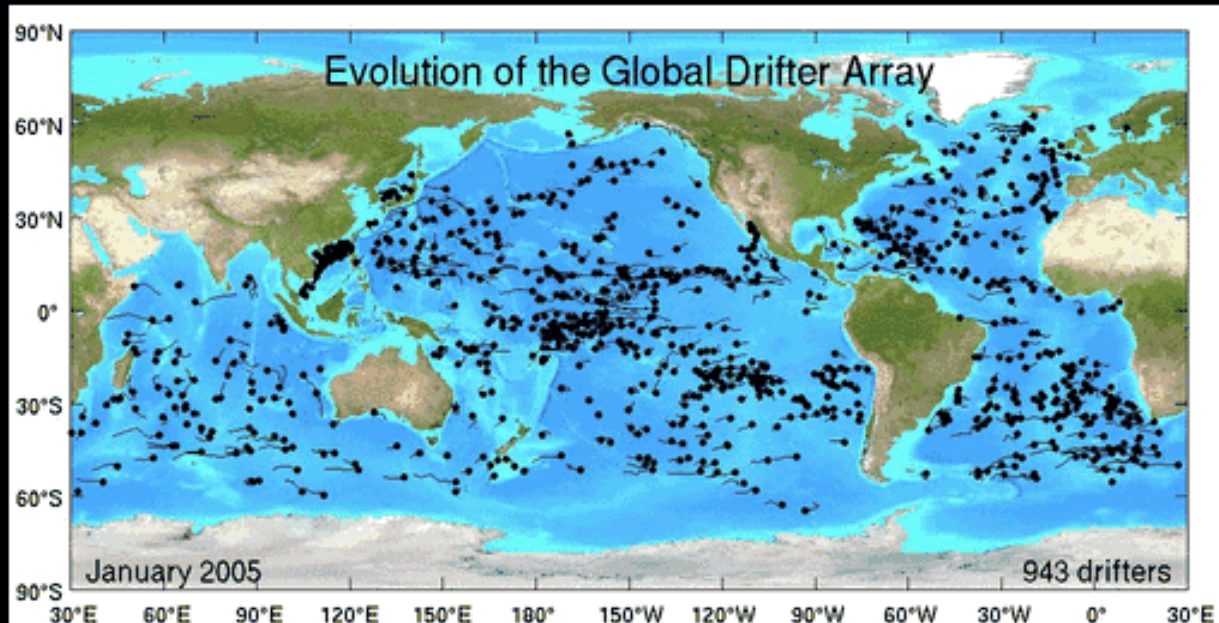 90°N
Evolution of the Global Drifter Array
60°N
30°N
0°
30°S
60°S
January 2005 943 drifters
90°S
30°E 60°E 90°E 120°E 150°E 180° 150°W 120°W 90°W 60°W 30°W 0° 30°E